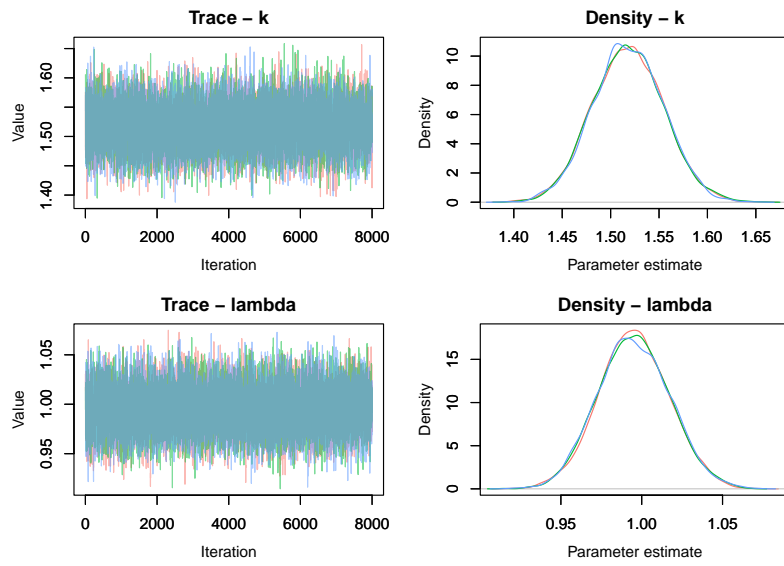 Trace – k
Value
1.40
1.50
1.60
0
2000
4000
6000
8000
Iteration
Density – k
Density
0
2
4
6
8
10
1.40
1.45
1.50
1.55
1.60
1.65
Parameter estimate
Trace – lambda
Value
0.95
1.00
1.05
0
2000
4000
6000
8000
Iteration
Density – lambda
Density
0
5
10
15
0.95
1.00
1.05
Parameter estimate